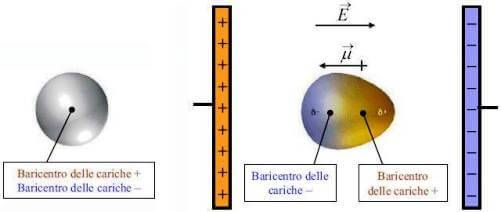 E
μ
+
+
+
+
+
+
+
+
+
+
δ-
δ+
−
−
−
−
−
−
−
−
−
−
Baricentro delle cariche +
Baricentro delle cariche −
Baricentro delle
cariche −
Baricentro
delle cariche +